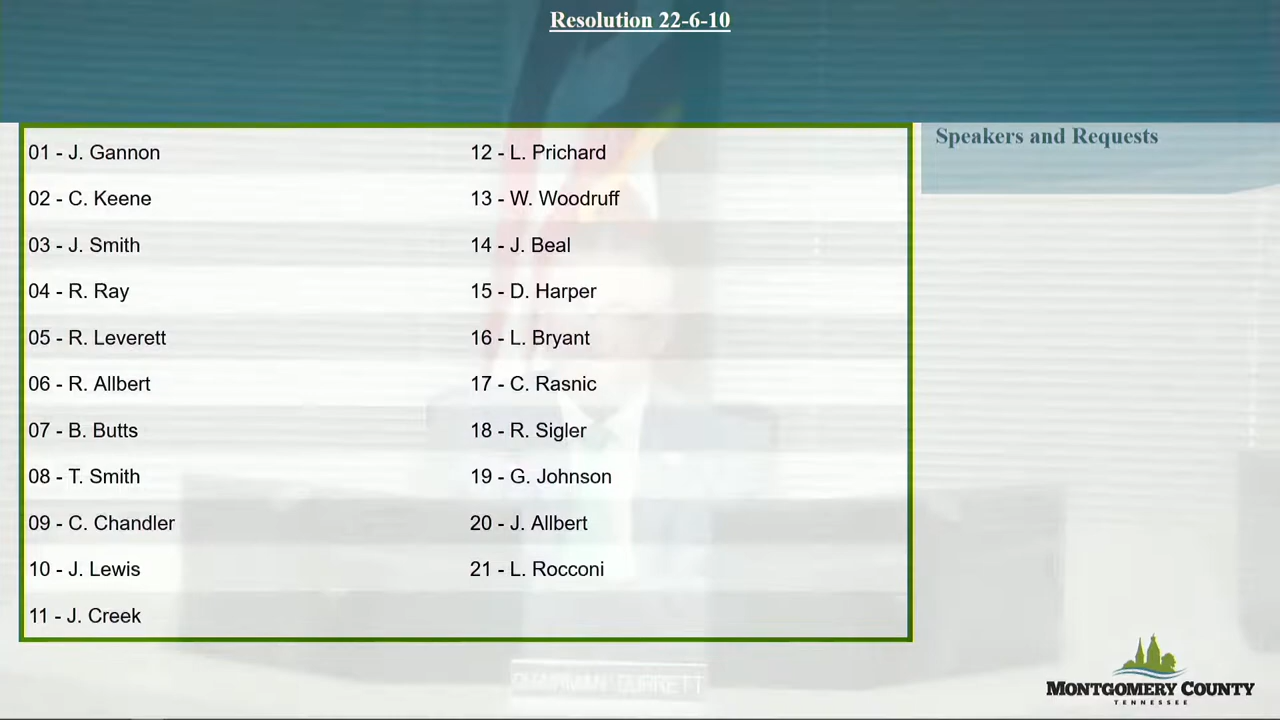 Resolution 22-6-10
Speakers and Requests
01 - J. Gannon
02 - C. Keene
03 - J. Smith
04 - R. Ray
05 - R. Leverett
06 - R. Allbert
07 - B. Butts
08 - T. Smith
09 - C. Chandler
10 - J. Lewis
11 - J. Creek
12 - L. Prichard
13 - W. Woodruff
14 - J. Beal
15 - D. Harper
16 - L. Bryant
17 - C. Rasnic
18 - R. Sigler
19 - G. Johnson
20 - J. Allbert
21 - L. Rocconi
CHAIRMAN DURRETT
MONTGOMERY COUNTY
TENNESSEE